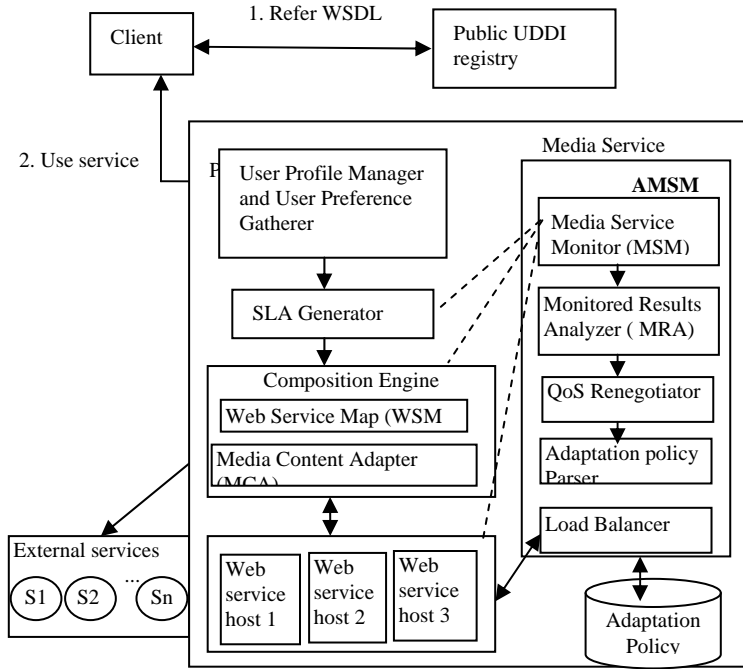 1. Refer WSDL
Client
Public UDDI
registry
2. Use service
P
Media Service
User Profile Manager
and User Preference
Gatherer
AMSM
Media Service
Monitor (MSM)
SLA Generator
Monitored Results
Analyzer ( MRA)
Composition Engine
Web Service Map (WSM
Media Content Adapter
(MCA)
QoS Renegotiator
Adaptation policy
Parser
Load Balancer
External services
S1
S2
...
Sn
Web
service
host 1
Web
service
host 2
Web
service
host 3
Adaptation
Policy